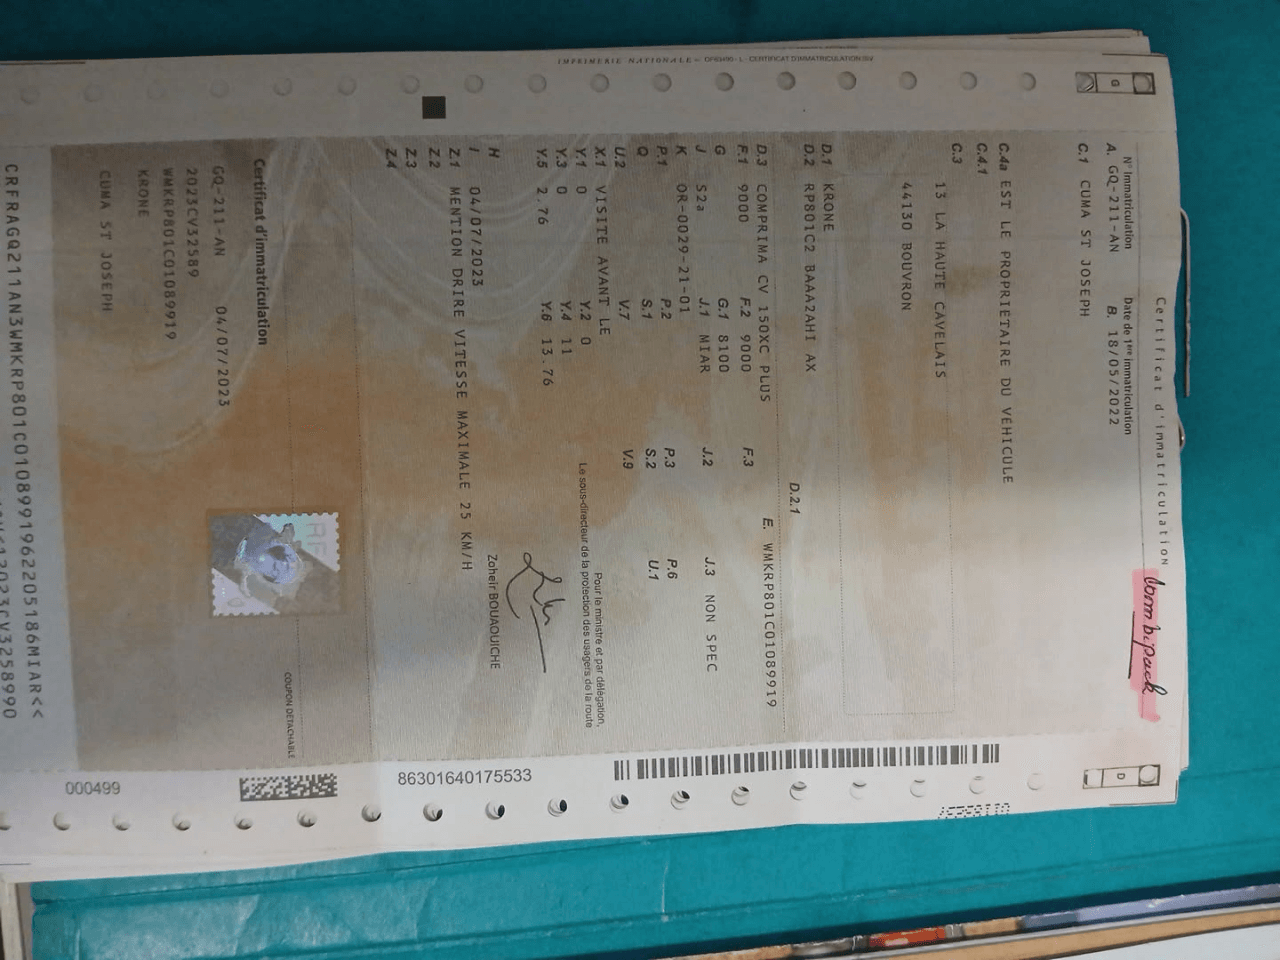 IMPRIMERIE NATIONALE – CERTIFICAT D'IMMATRICULATION
Certificat d'immatriculation
Combipack
G
D
N° Immatriculation
Date de 1ère immatriculation
A. GQ-211-AN
B. 18/05/2022
C.1 CUMA ST JOSEPH
C.4a EST LE PROPRIETAIRE DU VEHICULE
C.4.1
C.3
13 LA HAUTE CAVELAIS
44130 BOUVRON
D.1 KRONE
D.2 RP801C2 BAAA2AHI AX
D.2.1
E. WMKRP801C01089919
D.3 COMPRIMA CV 150XC PLUS
F.1 9000 F.2 9000 F.3
G G.1 8100
J S2a J.1 MIAR J.2 J.3 NON SPEC
K OR-0029-21-01
P.1 P.2 P.3 P.6
Q S.1 S.2 U.1
U.2 V.7 V.9
X.1 VISITE AVANT LE
Y.1 0 Y.2 0
Y.3 0 Y.4 11
Y.5 2.76 Y.6 13.76
Pour le ministre et par délégation,
Le sous-directeur de la protection des usagers de la route
Zoheir BOUAOUICHE
H
I 04/07/2023
Z.1 MENTION DRIRE VITESSE MAXIMALE 25 KM/H
Z.2
Z.3
Z.4
COUPON DETACHABLE
Certificat d'immatriculation
GQ-211-AN 04/07/2023
2023CV32589
WMKRP801C01089919
KRONE
CUMA ST JOSEPH
RF
86301640175533
000499
CRFRAGQ211AN3WMKRP801C0108991962205186MIAR<<